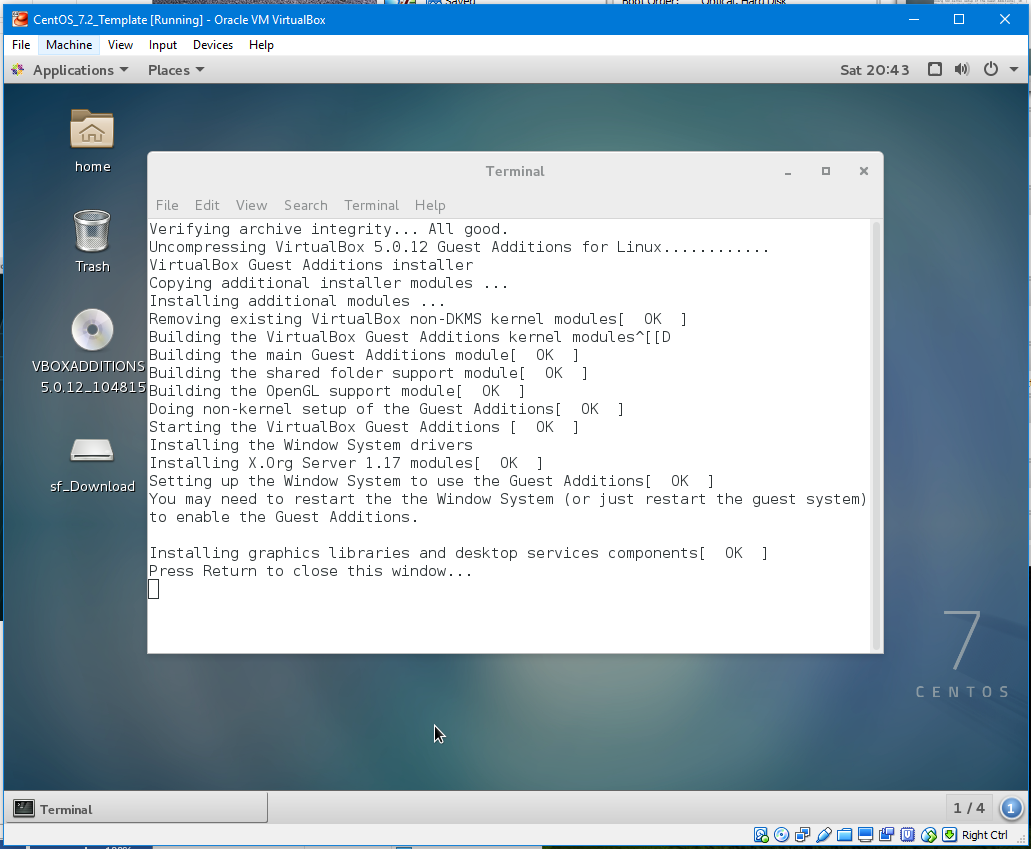 Saved
Boot Order: Optical, Hard Disk
CentOS_7.2_Template [Running] - Oracle VM VirtualBox
File Machine View Input Devices Help
Applications Places Sat 20:43
home
Trash
VBOXADDITIONS
5.0.12_104815
sf_Download
Terminal
File Edit View Search Terminal Help
Verifying archive integrity... All good.
Uncompressing VirtualBox 5.0.12 Guest Additions for Linux............
VirtualBox Guest Additions installer
Copying additional installer modules ...
Installing additional modules ...
Removing existing VirtualBox non-DKMS kernel modules[  OK  ]
Building the VirtualBox Guest Additions kernel modules^[[D
Building the main Guest Additions module[  OK  ]
Building the shared folder support module[  OK  ]
Building the OpenGL support module[  OK  ]
Doing non-kernel setup of the Guest Additions[  OK  ]
Starting the VirtualBox Guest Additions [  OK  ]
Installing the Window System drivers
Installing X.Org Server 1.17 modules[  OK  ]
Setting up the Window System to use the Guest Additions[  OK  ]
You may need to restart the the Window System (or just restart the guest system)
to enable the Guest Additions.
Installing graphics libraries and desktop services components[  OK  ]
Press Return to close this window...
7
CENTOS
Terminal
1 / 4
1
Right Ctrl